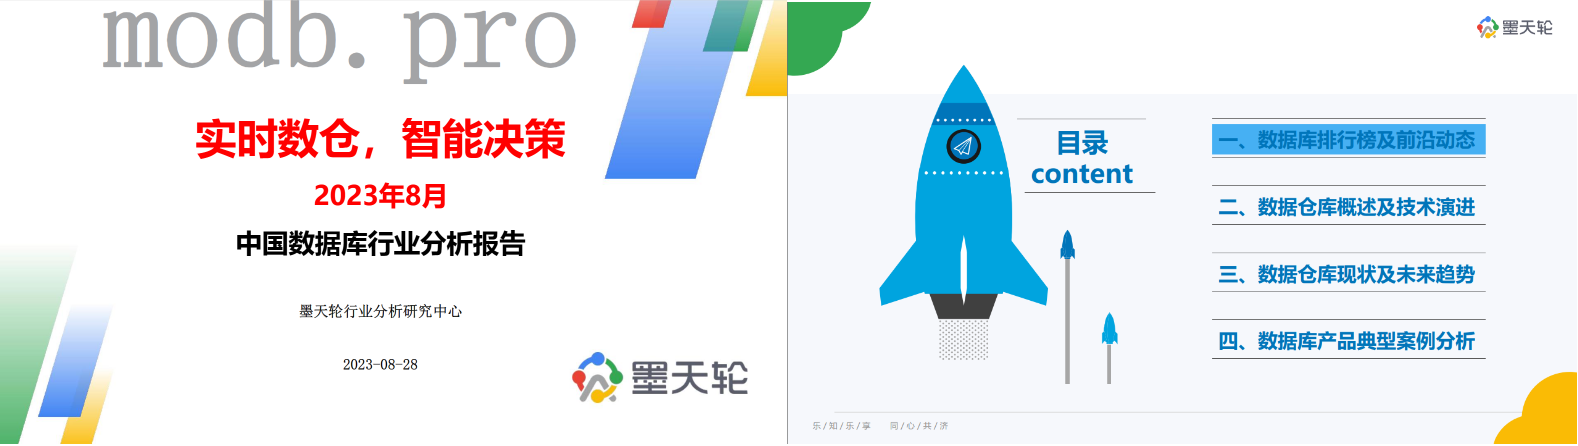 modb.pro
实时数仓，智能决策
2023年8月
中国数据库行业分析报告
墨天轮行业分析研究中心
2023-08-28
墨天轮
墨天轮
目录
content
一、数据库排行榜及前沿动态
二、数据仓库概述及技术演进
三、数据仓库现状及未来趋势
四、数据库产品典型案例分析
乐/知/乐/享 同/心/共/济